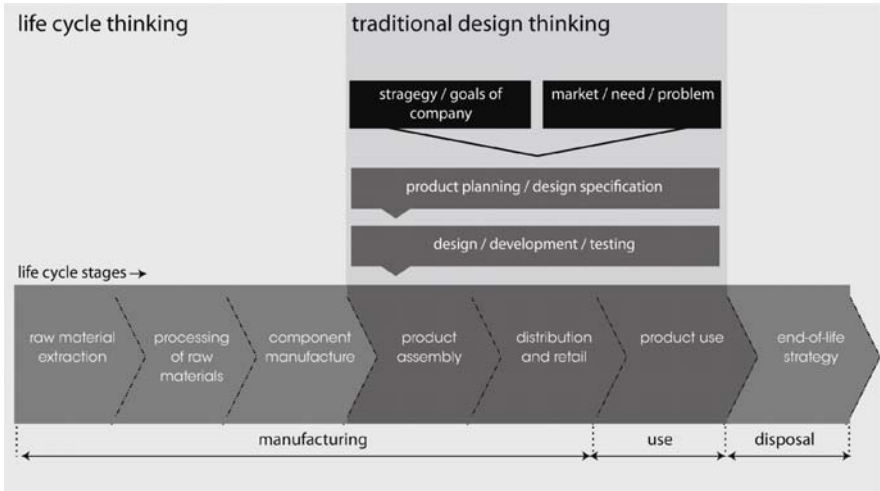 life cycle thinking
traditional design thinking
stragegy / goals of
company
market / need / problem
product planning / design specification
design / development / testing
life cycle stages →
raw material
extraction
processing
of raw
materials
component
manufacture
product
assembly
distribution
and retail
product use
end-of-life
strategy
manufacturing
use
disposal